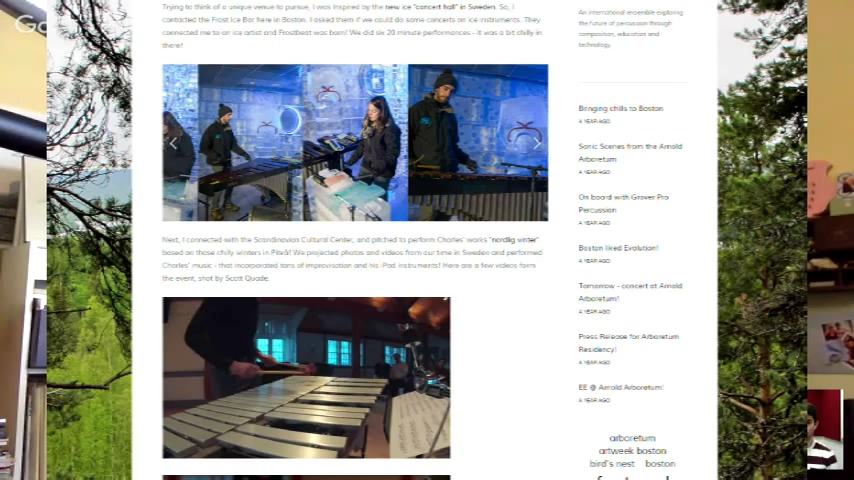 Go
Trying to think of a unique venue to pursue, I was inspired by the new ice "concert hall" in Sweden. So, I
contacted the Frost Ice Bar here in Boston. I asked them if we could do some concerts on ice instruments. They
connected me to an ice artist and Frostbeat was born! We did six 20 minute performances - it was a bit chilly in
there!
Next, I connected with the Scandinavian Cultural Center, and pitched to perform Charles' works "nordlig winter"
based on those chilly winters in Piteå! We projected photos and videos from our time in Sweden and performed
Charles' music - that incorporated tons of improvisation and his iPad instruments! Here are a few videos form
the event, shot by Scott Quade.
An international ensemble exploring
the future of percussion through
composition, education and
technology.
Bringing chills to Boston
A YEAR AGO
Sonic Scenes from the Arnold
Arboretum
A YEAR AGO
On board with Grover Pro
Percussion
A YEAR AGO
Boston liked Evolution!
A YEAR AGO
Tomorrow - concert at Arnold
Arboretum!
A YEAR AGO
Press Release for Arboretum
Residency!
A YEAR AGO
EE @ Arnold Arboretum!
A YEAR AGO
arboretum
artweek boston
bird's nest boston